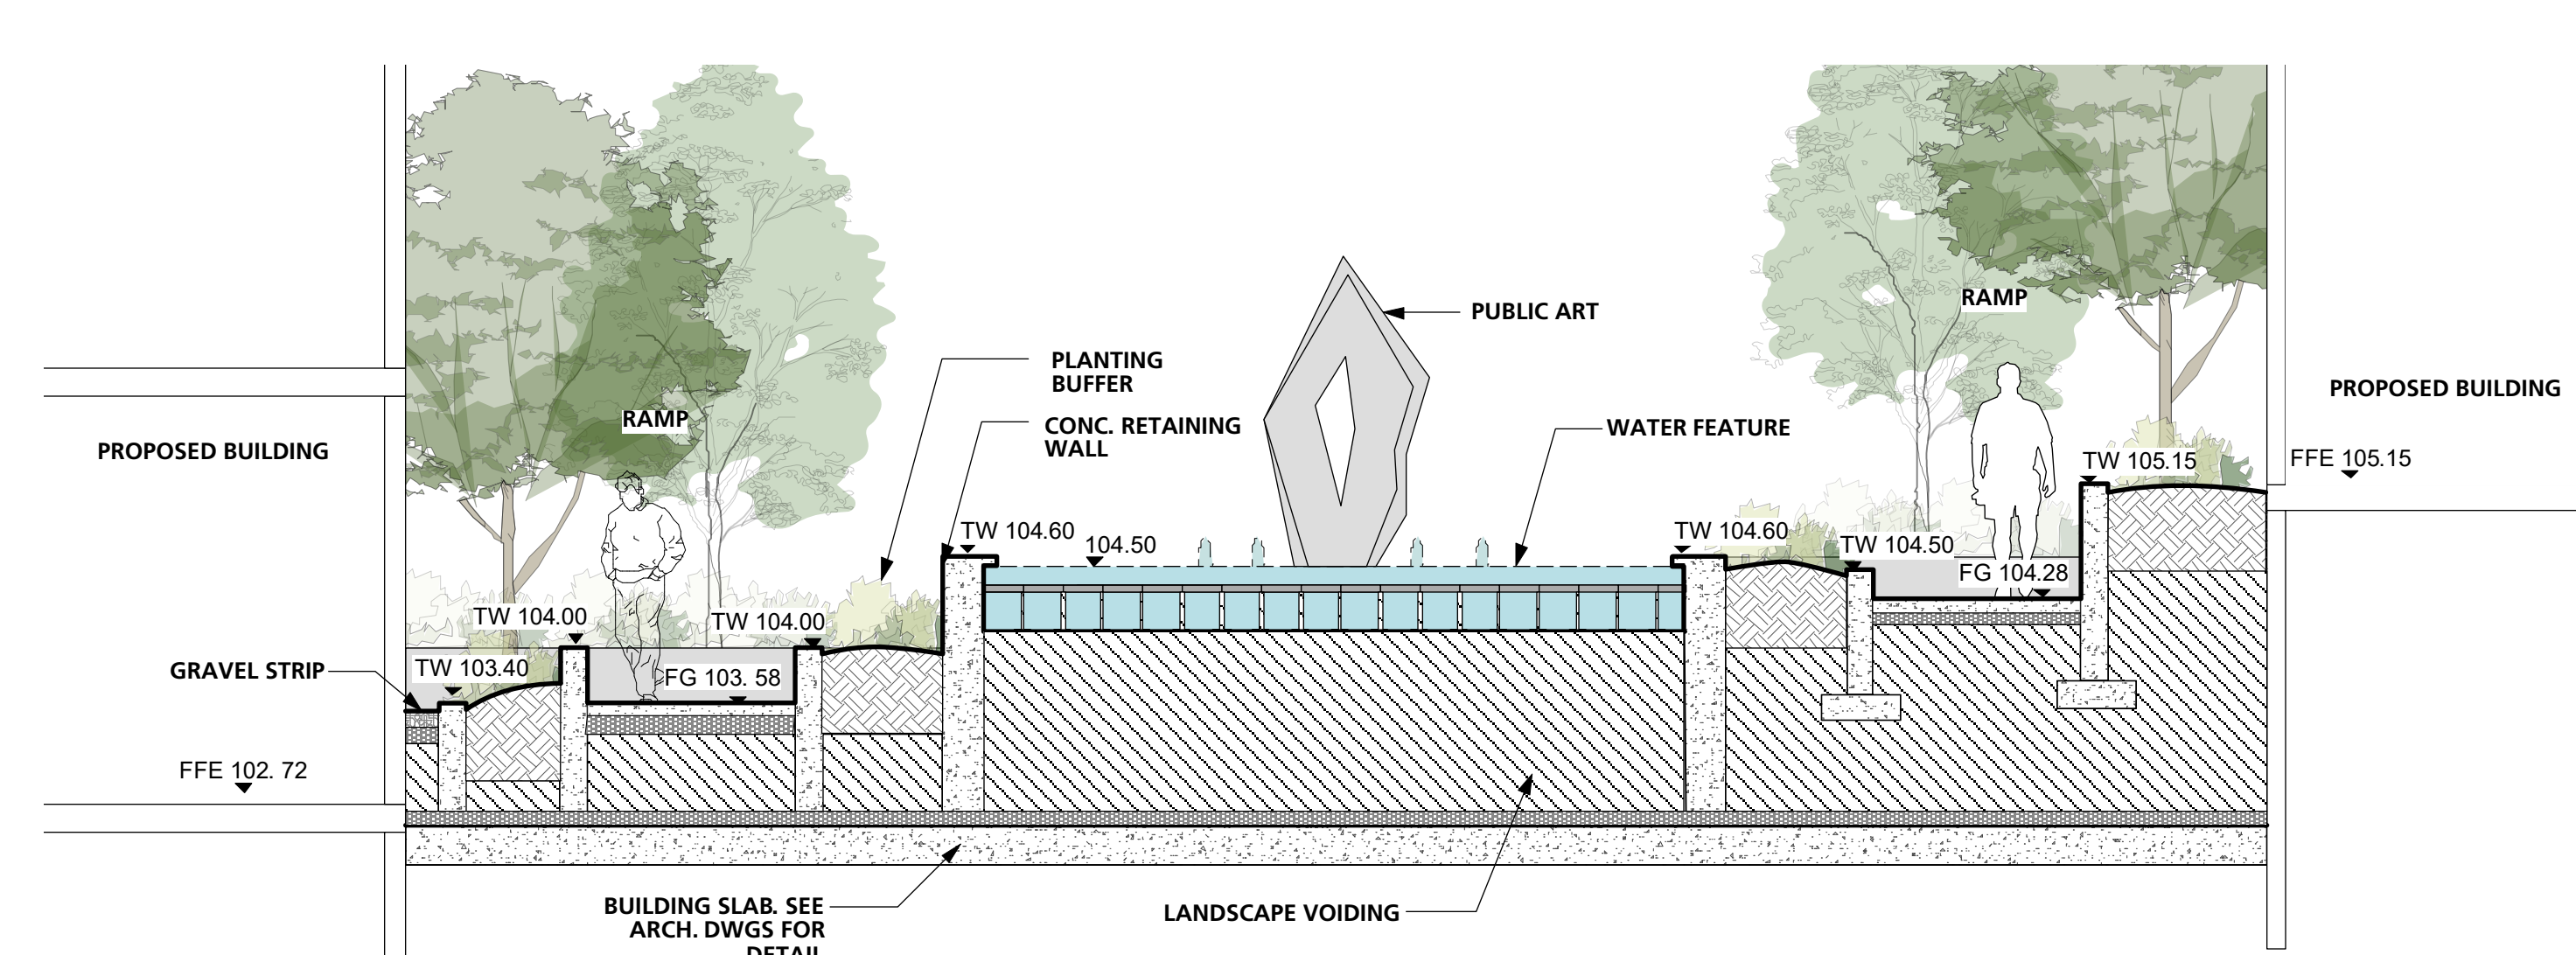 RAMP
PUBLIC ART
PLANTING
BUFFER
RAMP
PROPOSED BUILDING
CONC. RETAINING
WALL
WATER FEATURE
PROPOSED BUILDING
TW 105.15
FFE 105.15
TW 104.60
104.50
TW 104.60
TW 104.50
FG 104.28
TW 104.00
TW 104.00
GRAVEL STRIP
TW 103.40
FG 103. 58
FFE 102. 72
BUILDING SLAB. SEE
ARCH. DWGS FOR
DETAIL
LANDSCAPE VOIDING